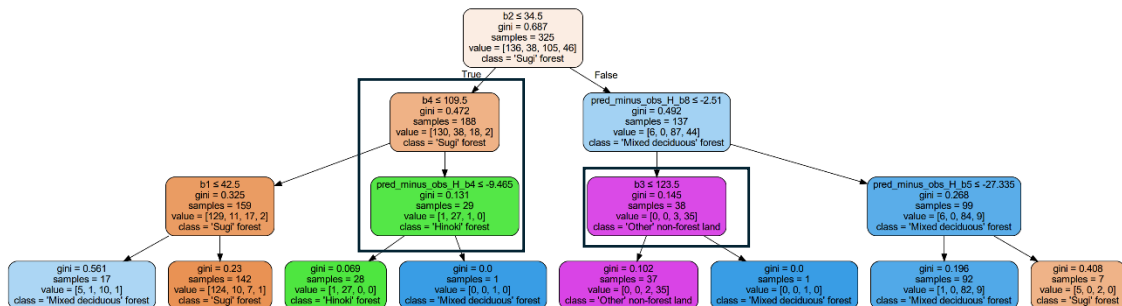 b2 ≤ 34.5
gini = 0.687
samples = 325
value = [136, 38, 105, 46]
class = 'Sugi' forest
True
False
b4 ≤ 109.5
gini = 0.472
samples = 188
value = [130, 38, 18, 2]
class = 'Sugi' forest
pred_minus_obs_H_b8 ≤ -2.51
gini = 0.492
samples = 137
value = [6, 0, 87, 44]
class = 'Mixed deciduous' forest
b1 ≤ 42.5
gini = 0.325
samples = 159
value = [129, 11, 17, 2]
class = 'Sugi' forest
pred_minus_obs_H_b4 ≤ -9.465
gini = 0.131
samples = 29
value = [1, 27, 1, 0]
class = 'Hinoki' forest
b3 ≤ 123.5
gini = 0.145
samples = 38
value = [0, 0, 3, 35]
class = 'Other' non-forest land
pred_minus_obs_H_b5 ≤ -27.335
gini = 0.268
samples = 99
value = [6, 0, 84, 9]
class = 'Mixed deciduous' forest
gini = 0.561
samples = 17
value = [5, 1, 10, 1]
class = 'Mixed deciduous' forest
gini = 0.23
samples = 142
value = [124, 10, 7, 1]
class = 'Sugi' forest
gini = 0.069
samples = 28
value = [1, 27, 0, 0]
class = 'Hinoki' forest
gini = 0.0
samples = 1
value = [0, 0, 1, 0]
class = 'Mixed deciduous' forest
gini = 0.102
samples = 37
value = [0, 0, 2, 35]
class = 'Other' non-forest land
gini = 0.0
samples = 1
value = [0, 0, 1, 0]
class = 'Mixed deciduous' forest
gini = 0.196
samples = 92
value = [1, 0, 82, 9]
class = 'Mixed deciduous' forest
gini = 0.408
samples = 7
value = [5, 0, 2, 0]
class = 'Sugi' forest